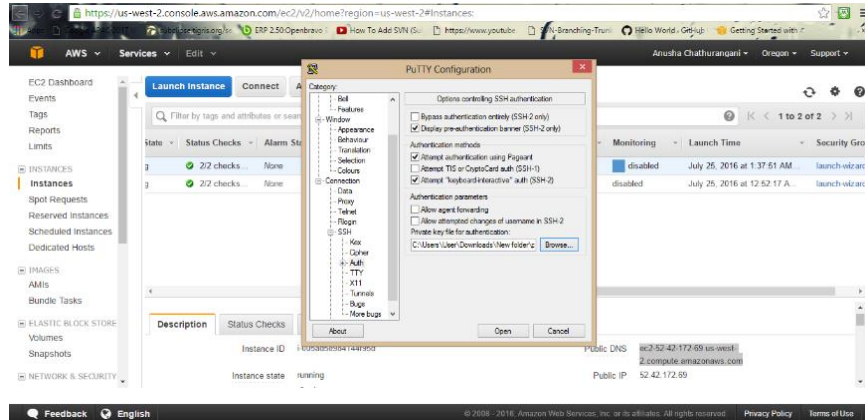 https://us-west-2.console.aws.amazon.com/ec2/v2/home?region=us-west-2#Instances:
ERP 2.50:Openbravo
How To Add SVN (Su
https://www.youtube
SVN-Branching-Trun
Hello World · GitHub
Getting Started with
AWS
Services
Edit
Anusha Chathurangani
Oregon
Support
EC2 Dashboard
Events
Tags
Reports
Limits
INSTANCES
Instances
Spot Requests
Reserved Instances
Scheduled Instances
Dedicated Hosts
IMAGES
AMIs
Bundle Tasks
ELASTIC BLOCK STORE
Volumes
Snapshots
NETWORK & SECURITY
Launch Instance
Connect
A
Filter by tags and attributes or sear
1 to 2 of 2
State
Status Checks
Alarm Sta
Monitoring
Launch Time
Security Gro
2/2 checks...
None
disabled
July 25, 2016 at 1:37:51 AM...
launch-wizard
2/2 checks...
None
disabled
July 25, 2016 at 12:52:17 A...
launch-wizard
PuTTY Configuration
Category:
Bell
Features
Window
Appearance
Behaviour
Translation
Selection
Colours
Connection
Data
Proxy
Telnet
Rlogin
SSH
Kex
Cipher
Auth
TTY
X11
Tunnels
Bugs
More bugs
Options controlling SSH authentication
Bypass authentication entirely (SSH-2 only)
Display pre-authentication banner (SSH-2 only)
Authentication methods
Attempt authentication using Pageant
Attempt TIS or CryptoCard auth (SSH-1)
Attempt "keyboard-interactive" auth (SSH-2)
Authentication parameters
Allow agent forwarding
Allow attempted changes of username in SSH-2
Private key file for authentication:
C:\Users\User\Downloads\New folder\
Browse...
About
Open
Cancel
Description
Status Checks
Instance ID
Instance state
running
Public DNS
ec2-52-42-172-69.us-west-
2.compute.amazonaws.com
Public IP
52.42.172.69
Feedback
English
© 2008 - 2016, Amazon Web Services, Inc. or its affiliates. All rights reserved.
Privacy Policy
Terms of Use